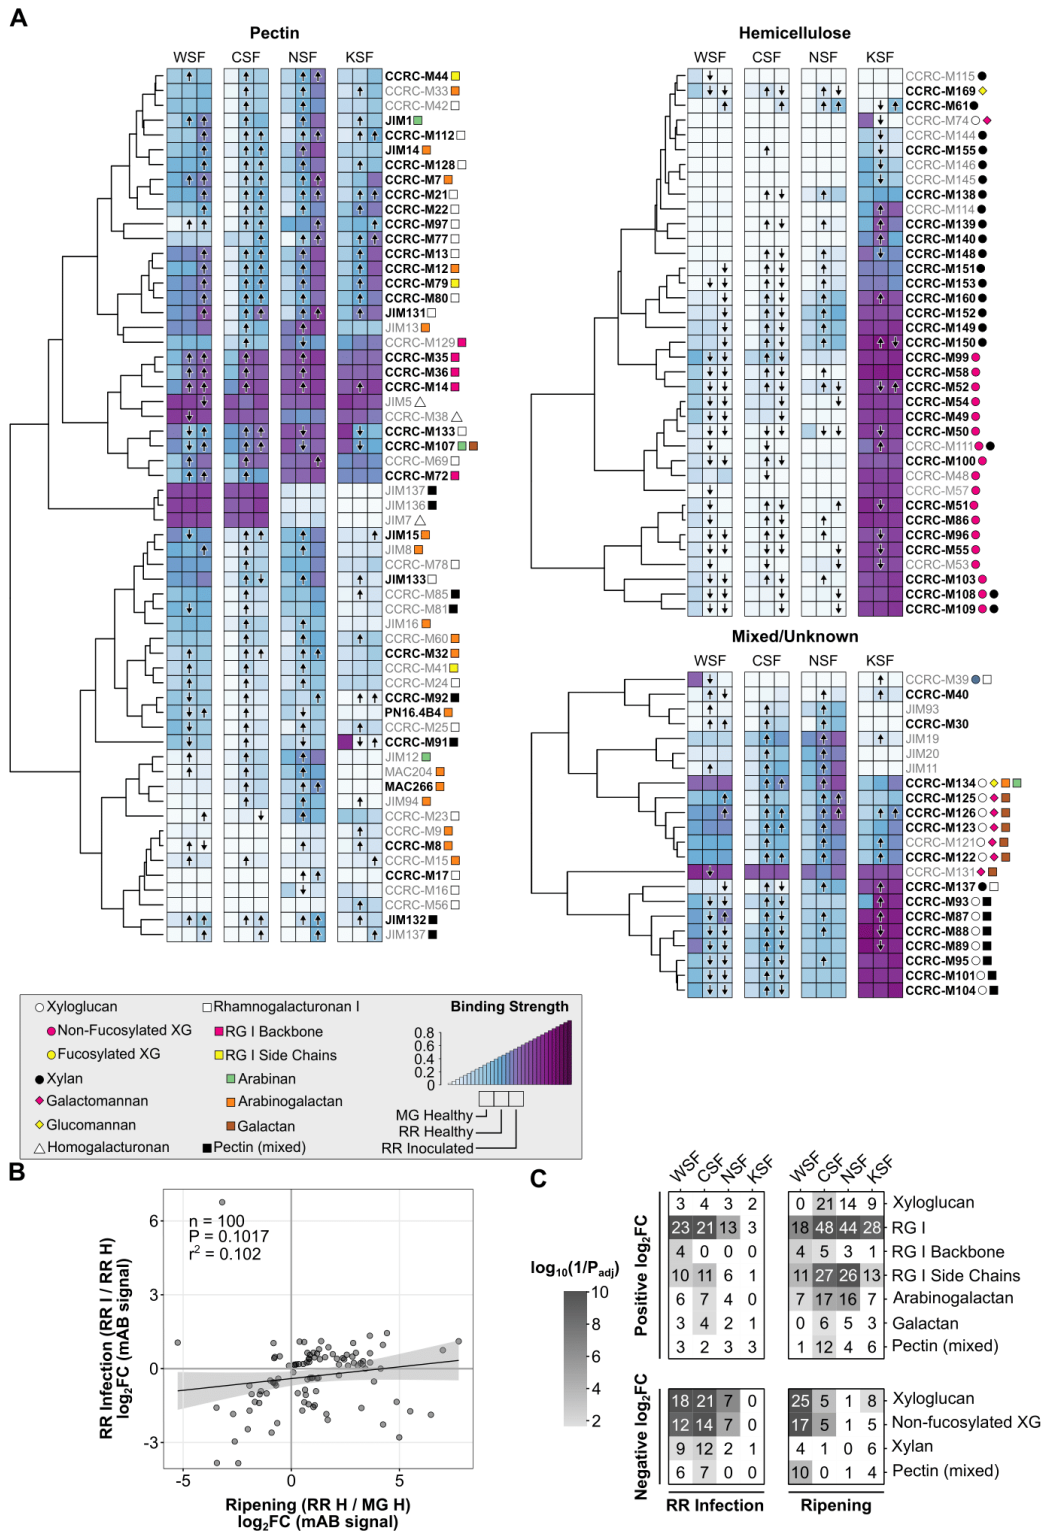 A
Pectin
WSF CSF NSF KSF
CCRC-M44
CCRC-M33
CCRC-M42
JIM1
CCRC-M112
JIM14
CCRC-M128
CCRC-M7
CCRC-M21
CCRC-M22
CCRC-M97
CCRC-M77
CCRC-M13
CCRC-M12
CCRC-M79
CCRC-M80
JIM131
JIM13
CCRC-M129
CCRC-M35
CCRC-M36
CCRC-M14
JIM5
CCRC-M38
CCRC-M133
CCRC-M107
CCRC-M69
CCRC-M72
JIM137
JIM136
JIM7
JIM15
JIM8
CCRC-M78
JIM133
CCRC-M85
CCRC-M81
JIM16
CCRC-M60
CCRC-M32
CCRC-M41
CCRC-M24
CCRC-M92
PN16.4B4
CCRC-M25
CCRC-M91
JIM12
MAC204
MAC266
JIM94
CCRC-M23
CCRC-M9
CCRC-M8
CCRC-M15
CCRC-M17
CCRC-M16
CCRC-M56
JIM132
JIM137
Hemicellulose
WSF CSF NSF KSF
CCRC-M115
CCRC-M169
CCRC-M61
CCRC-M74
CCRC-M144
CCRC-M155
CCRC-M146
CCRC-M145
CCRC-M138
CCRC-M114
CCRC-M139
CCRC-M140
CCRC-M148
CCRC-M151
CCRC-M153
CCRC-M160
CCRC-M152
CCRC-M149
CCRC-M150
CCRC-M99
CCRC-M58
CCRC-M52
CCRC-M54
CCRC-M49
CCRC-M50
CCRC-M111
CCRC-M100
CCRC-M48
CCRC-M57
CCRC-M51
CCRC-M86
CCRC-M96
CCRC-M55
CCRC-M53
CCRC-M103
CCRC-M108
CCRC-M109
Mixed/Unknown
WSF CSF NSF KSF
CCRC-M39
CCRC-M40
JIM93
CCRC-M30
JIM19
JIM20
JIM11
CCRC-M134
CCRC-M125
CCRC-M126
CCRC-M123
CCRC-M121
CCRC-M122
CCRC-M131
CCRC-M137
CCRC-M93
CCRC-M87
CCRC-M88
CCRC-M89
CCRC-M95
CCRC-M101
CCRC-M104
Xyloglucan
Non-Fucosylated XG
Fucosylated XG
Xylan
Galactomannan
Glucomannan
Homogalacturonan
Rhamnogalacturonan I
RG I Backbone
RG I Side Chains
Arabinan
Arabinogalactan
Galactan
Pectin (mixed)
Binding Strength
0.8
0.6
0.4
0.2
0
MG Healthy
RR Healthy
RR Inoculated
B
n = 100
P = 0.1017
r² = 0.102
RR Infection (RR I / RR H)
log₂FC (mAB signal)
6
3
0
-3
-5 0 5
Ripening (RR H / MG H)
log₂FC (mAB signal)
C
WSF CSF NSF KSF WSF CSF NSF KSF
Positive log₂FC
3 4 3 2 0 21 14 9 Xyloglucan
23 21 13 3 18 48 44 28 RG I
4 0 0 0 4 5 3 1 RG I Backbone
10 11 6 1 11 27 26 13 RG I Side Chains
6 7 4 0 7 17 16 7 Arabinogalactan
3 4 2 1 0 6 5 3 Galactan
3 2 3 3 1 12 4 6 Pectin (mixed)
log₁₀(1/Padj)
10
8
6
4
2
Negative log₂FC
18 21 7 0 25 5 1 8 Xyloglucan
12 14 7 0 17 5 1 5 Non-fucosylated XG
9 12 2 1 4 1 0 6 Xylan
6 7 0 0 10 0 1 4 Pectin (mixed)
RR Infection Ripening